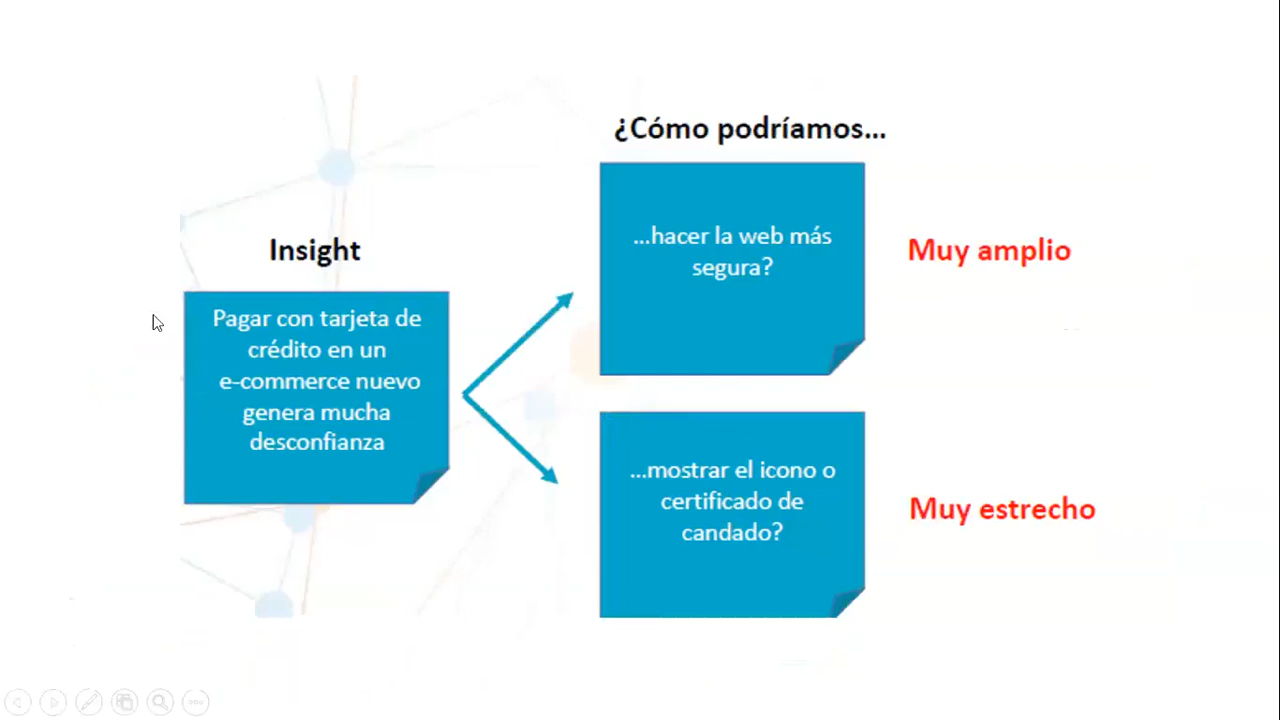 ¿Cómo podríamos...
...hacer la web más
segura?
Muy amplio
Insight
Pagar con tarjeta de
crédito en un
e-commerce nuevo
genera mucha
desconfianza
...mostrar el icono o
certificado de
candado?
Muy estrecho